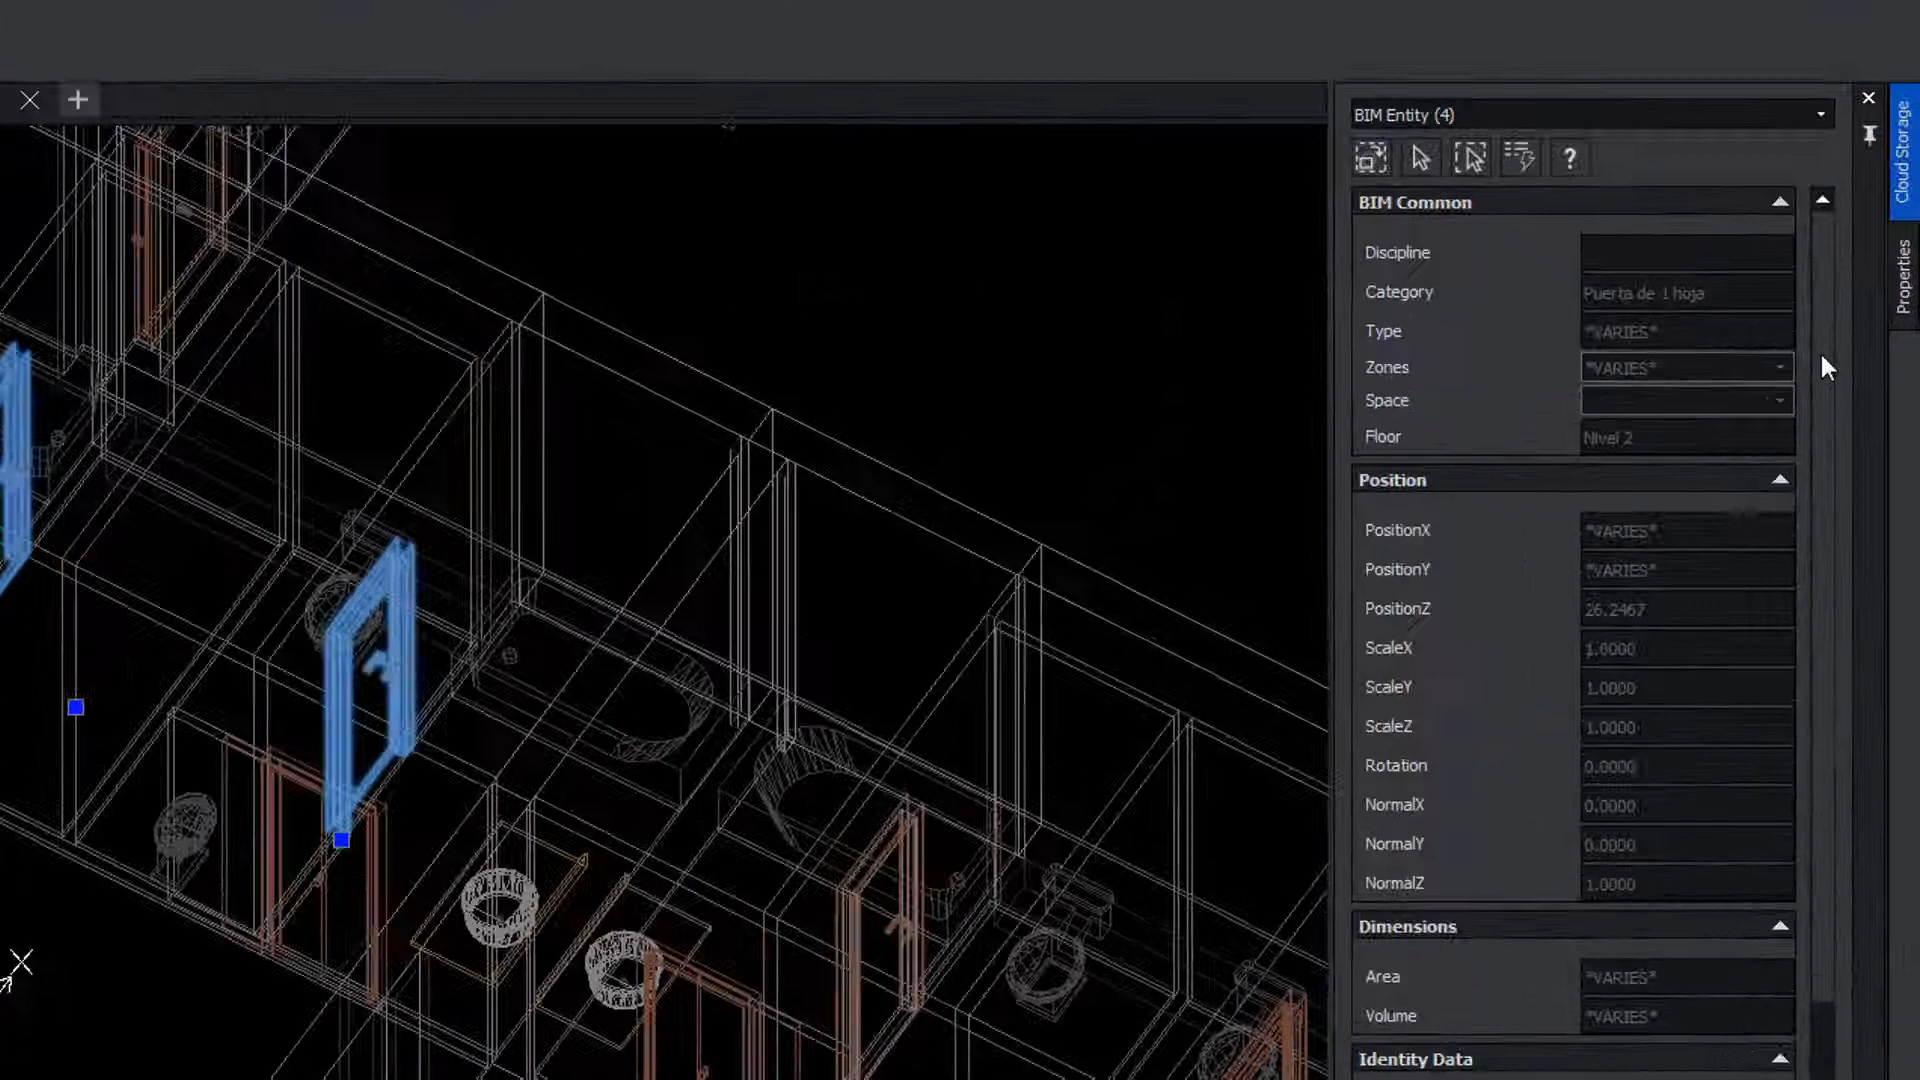 BIM Entity (4)
?
BIM Common
Discipline
Category Puerta de 1 hoja
Type *VARIES*
Zones *VARIES*
Space
Floor Nivel 2
Position
PositionX *VARIES*
PositionY *VARIES*
PositionZ 26.2467
ScaleX 1.0000
ScaleY 1.0000
ScaleZ 1.0000
Rotation 0.0000
NormalX 0.0000
NormalY 0.0000
NormalZ 1.0000
Dimensions
Area *VARIES*
Volume *VARIES*
Identity Data
Cloud Storage
Properties
X